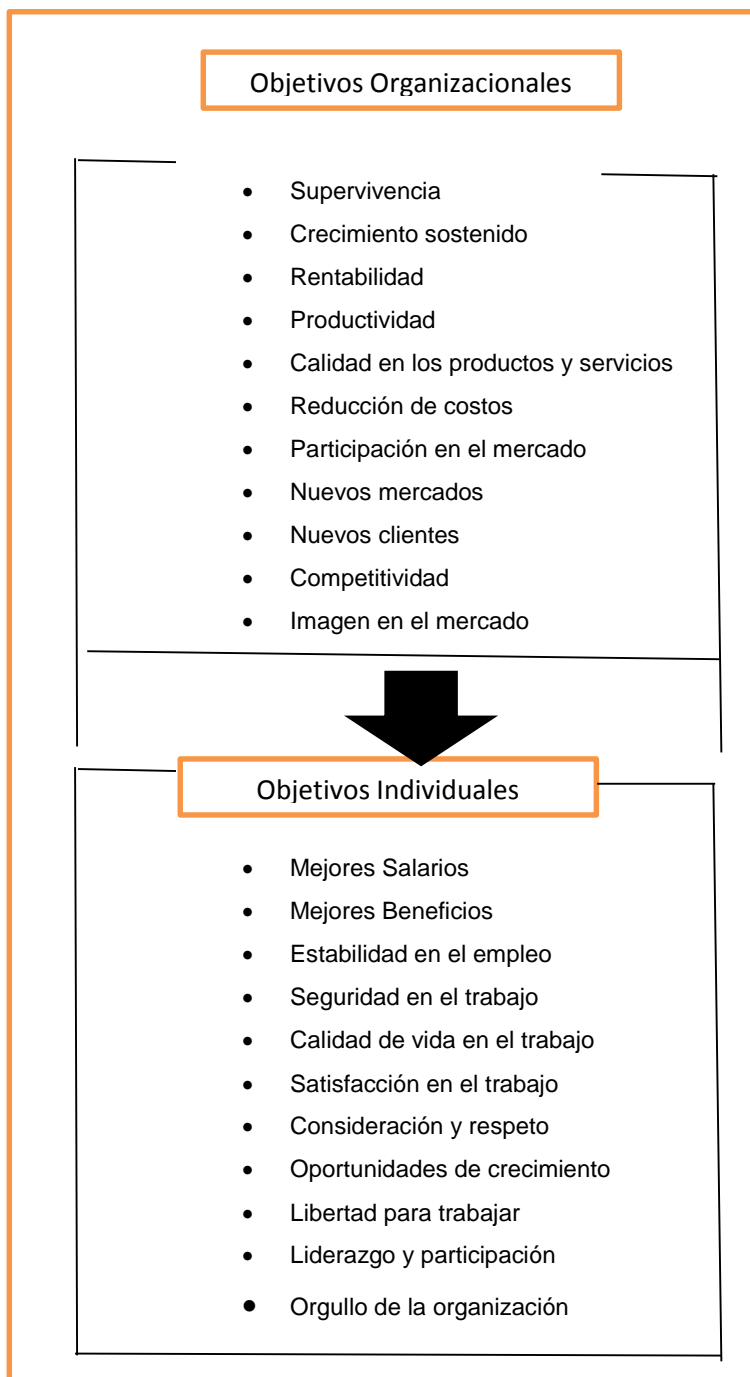 Objetivos Organizacionales
• Supervivencia
• Crecimiento sostenido
• Rentabilidad
• Productividad
• Calidad en los productos y servicios
• Reducción de costos
• Participación en el mercado
• Nuevos mercados
• Nuevos clientes
• Competitividad
• Imagen en el mercado
Objetivos Individuales
• Mejores Salarios
• Mejores Beneficios
• Estabilidad en el empleo
• Seguridad en el trabajo
• Calidad de vida en el trabajo
• Satisfacción en el trabajo
• Consideración y respeto
• Oportunidades de crecimiento
• Libertad para trabajar
• Liderazgo y participación
• Orgullo de la organización